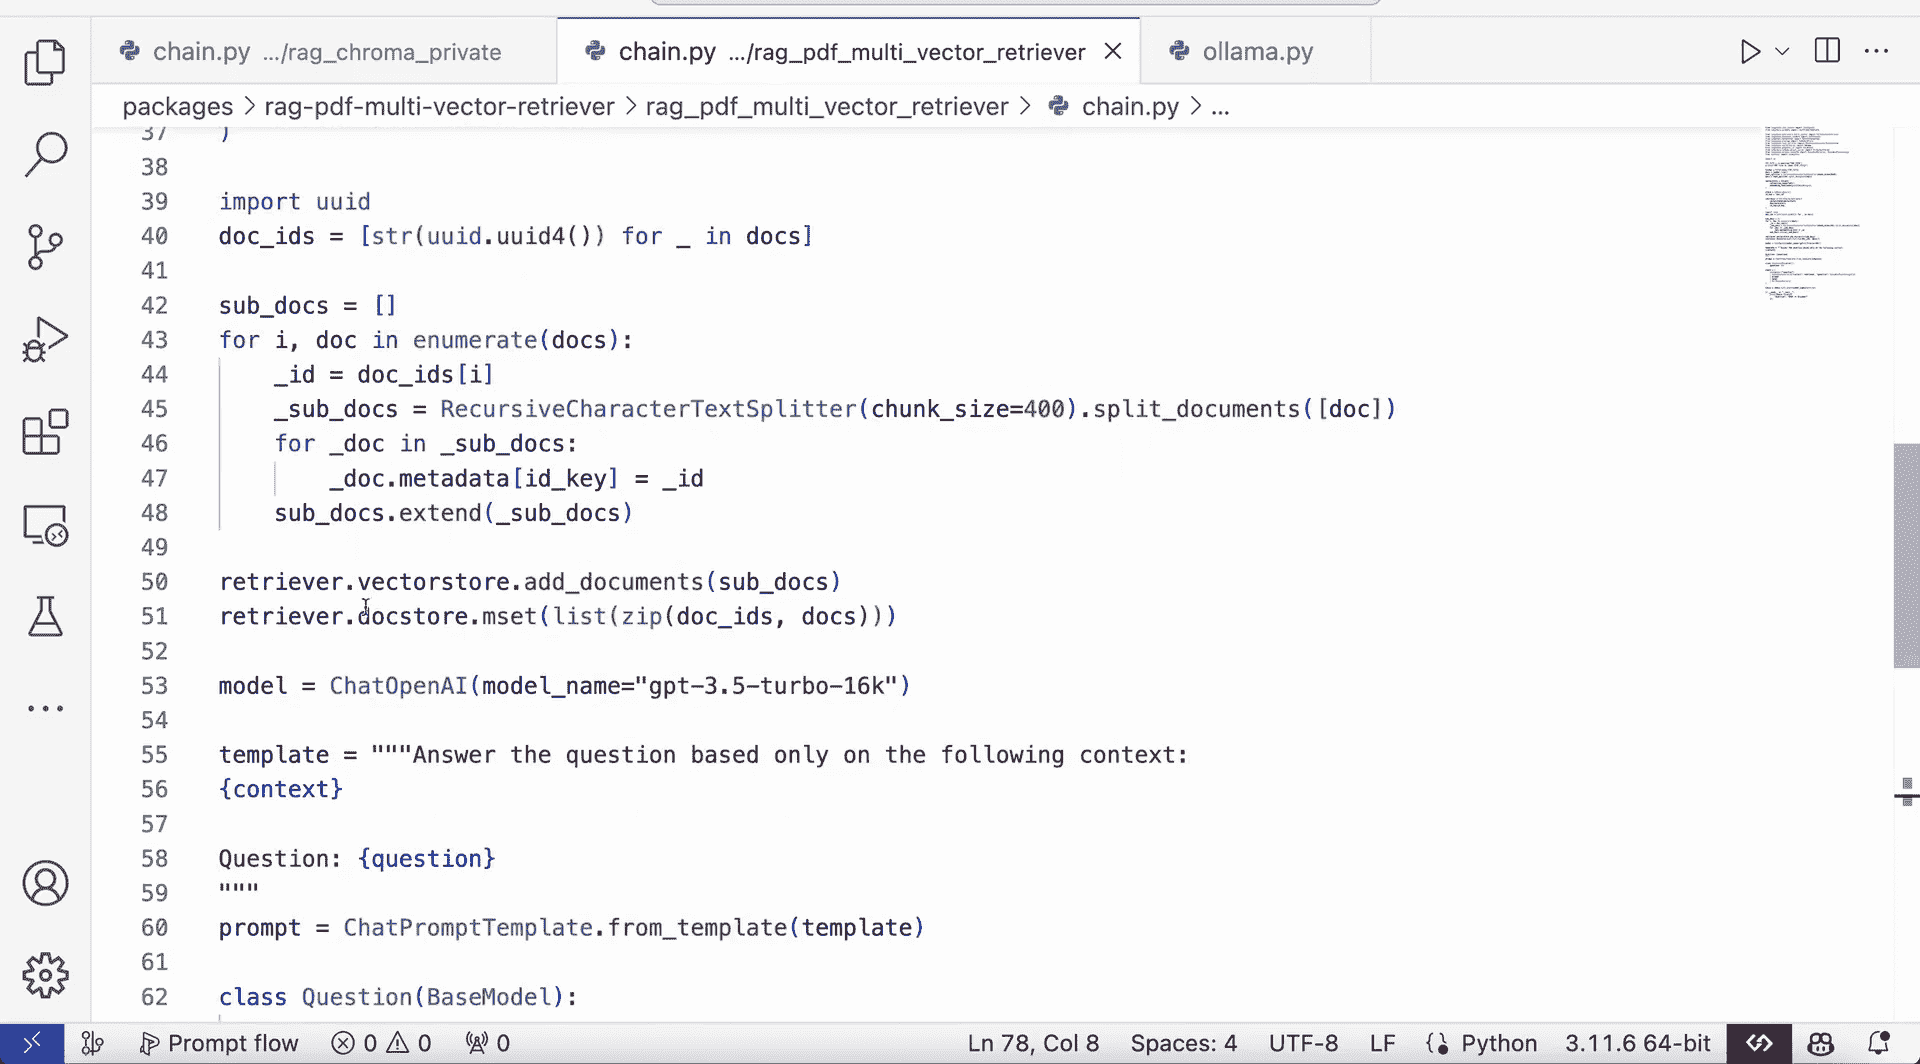 chain.py .../rag_chroma_private
chain.py .../rag_pdf_multi_vector_retriever
ollama.py
packages > rag-pdf-multi-vector-retriever > rag_pdf_multi_vector_retriever > chain.py > ...
37 )
38
39 import uuid
40 doc_ids = [str(uuid.uuid4()) for _ in docs]
41
42 sub_docs = []
43 for i, doc in enumerate(docs):
44     _id = doc_ids[i]
45     _sub_docs = RecursiveCharacterTextSplitter(chunk_size=400).split_documents([doc])
46     for _doc in _sub_docs:
47         _doc.metadata[id_key] = _id
48     sub_docs.extend(_sub_docs)
49
50 retriever.vectorstore.add_documents(sub_docs)
51 retriever.docstore.mset(list(zip(doc_ids, docs)))
52
53 model = ChatOpenAI(model_name="gpt-3.5-turbo-16k")
54
55 template = """Answer the question based only on the following context:
56 {context}
57
58 Question: {question}
59 """
60 prompt = ChatPromptTemplate.from_template(template)
61
62 class Question(BaseModel):
Prompt flow 0 0 0 Ln 78, Col 8 Spaces: 4 UTF-8 LF Python 3.11.6 64-bit